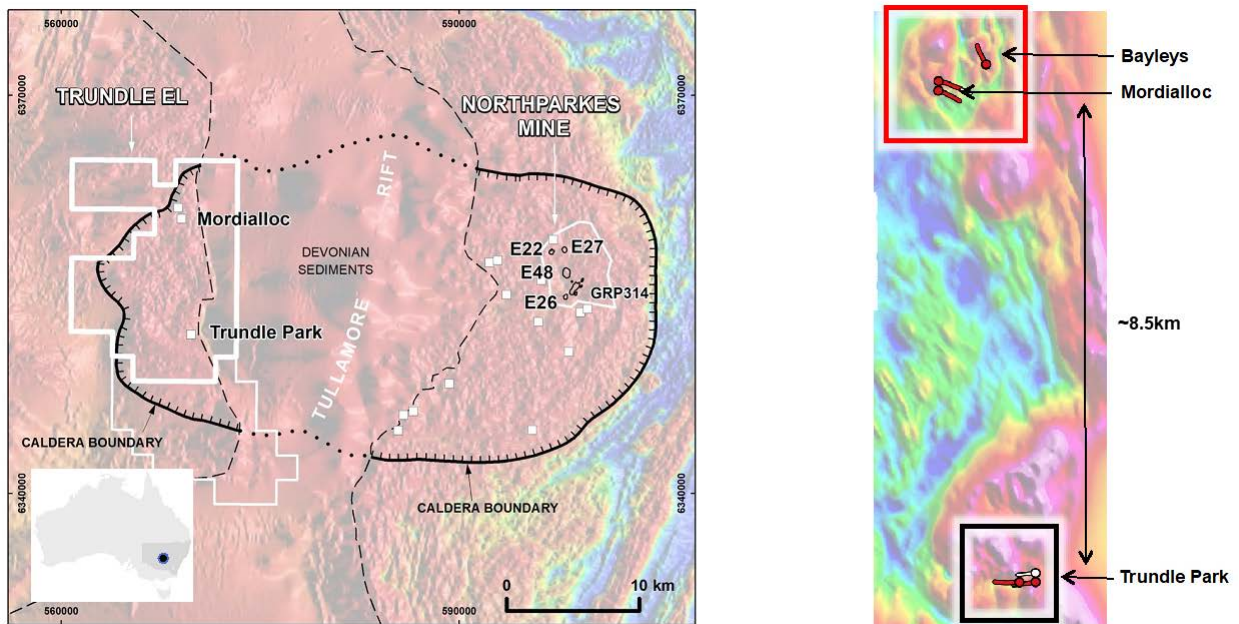 560000
590000
6370000
6370000
TRUNDLE EL
NORTHPARKES
MINE
RIFT
Mordialloc
DEVONIAN
SEDIMENTS
E22
E27
E48
E26
GRP314
Trundle Park
TULLAMORE
CALDERA BOUNDARY
CALDERA BOUNDARY
6340000
6340000
0
10 km
560000
590000
Bayleys
Mordialloc
~8.5km
Trundle Park